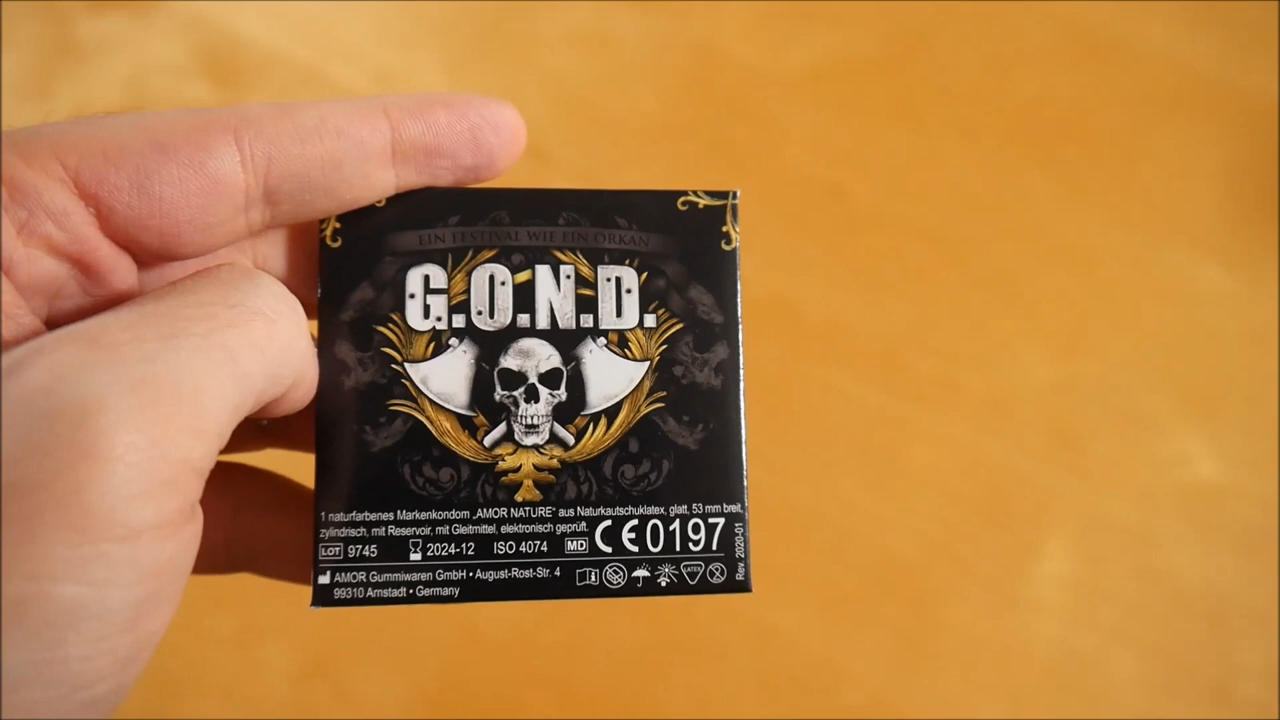 EIN FESTIVAL WIE EIN ORKAN
G.O.N.D.
1 naturfarbenes Markenkondom „AMOR NATURE“ aus Naturkautschuklatex, glatt, 53 mm breit,
zylindrisch, mit Reservoir, mit Gleitmittel, elektronisch geprüft.
LOT 9745 2024-12 ISO 4074 MD CE0197
AMOR Gummiwaren GmbH • August-Rost-Str. 4
99310 Arnstadt • Germany
LATEX
2
Rev. 2020-01